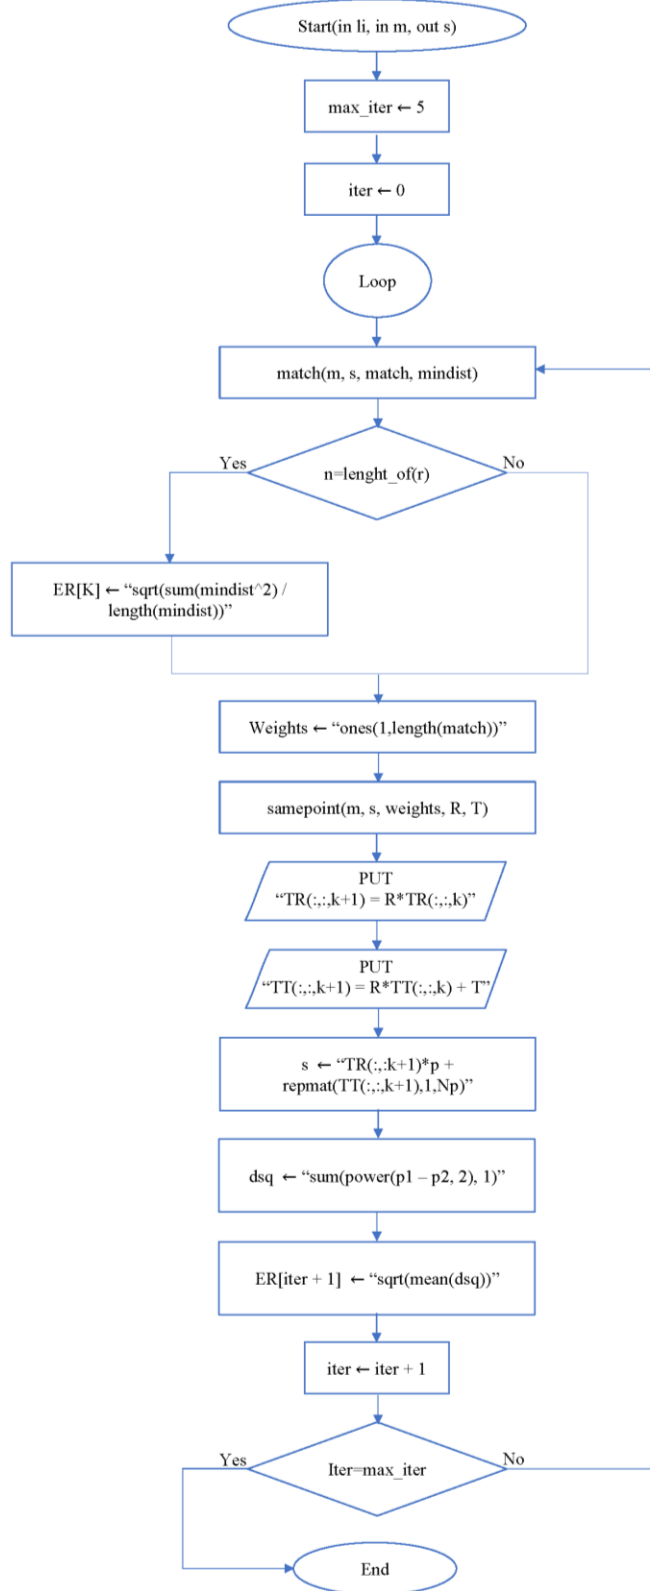 Start(in li, in m, out s)
max_iter ← 5
iter ← 0
Loop
match(m, s, match, mindist)
Yes
n=lenght_of(r)
No
ER[K] ← “sqrt(sum(mindist^2) /
length(mindist))”
Weights ← “ones(1,length(match))”
samepoint(m, s, weights, R, T)
PUT
“TR(:,:,k+1) = R*TR(:,:,k)”
PUT
“TT(:,:,k+1) = R*TT(:,:,k) + T”
s ← “TR(:,:k+1)*p +
repmat(TT(:,:,k+1),1,Np)”
dsq ← “sum(power(p1 – p2, 2), 1)”
ER[iter + 1] ← “sqrt(mean(dsq))”
iter ← iter + 1
Yes
Iter=max_iter
No
End